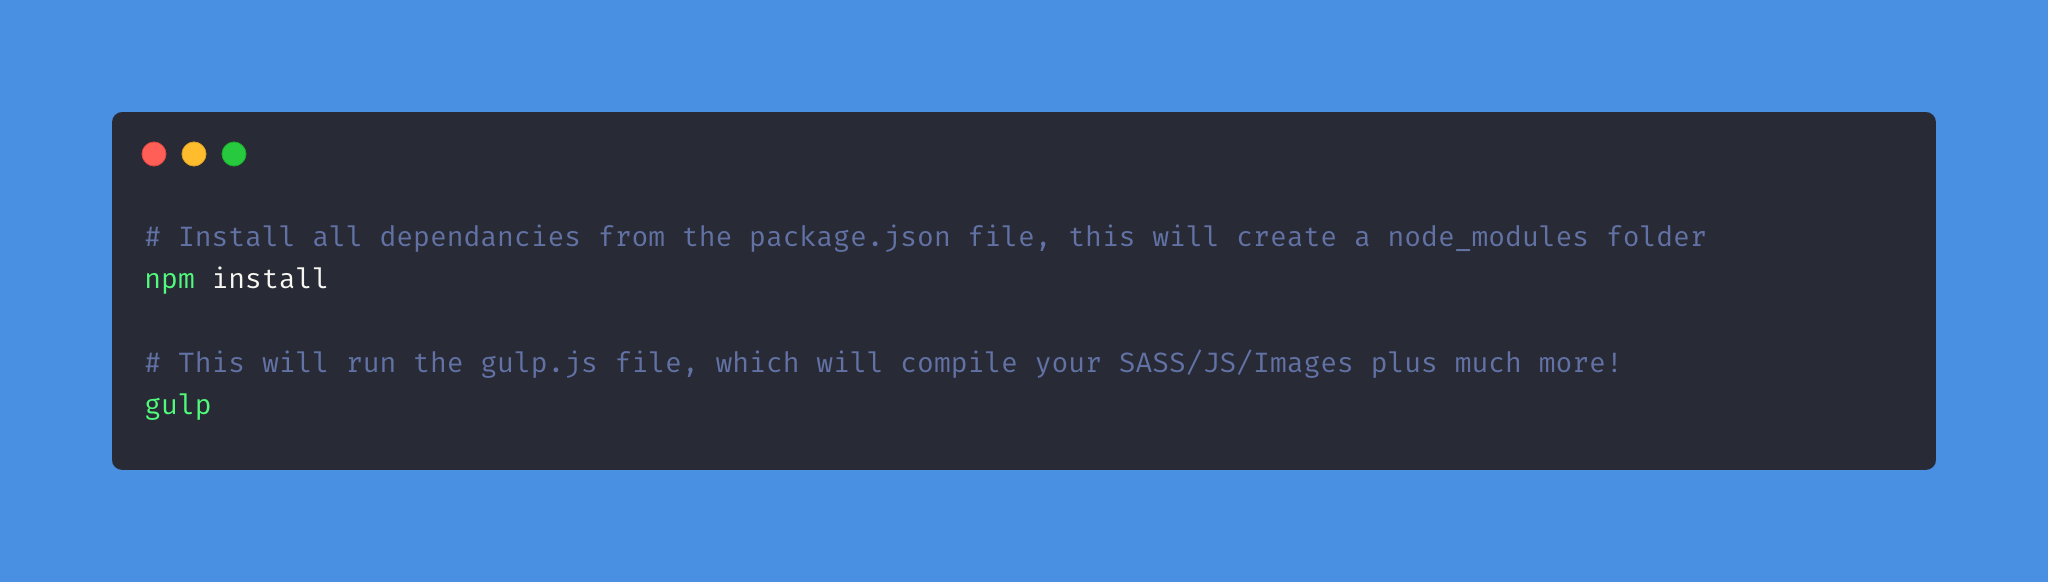 # Install all dependancies from the package.json file, this will create a node_modules folder
npm install
# This will run the gulp.js file, which will compile your SASS/JS/Images plus much more!
gulp